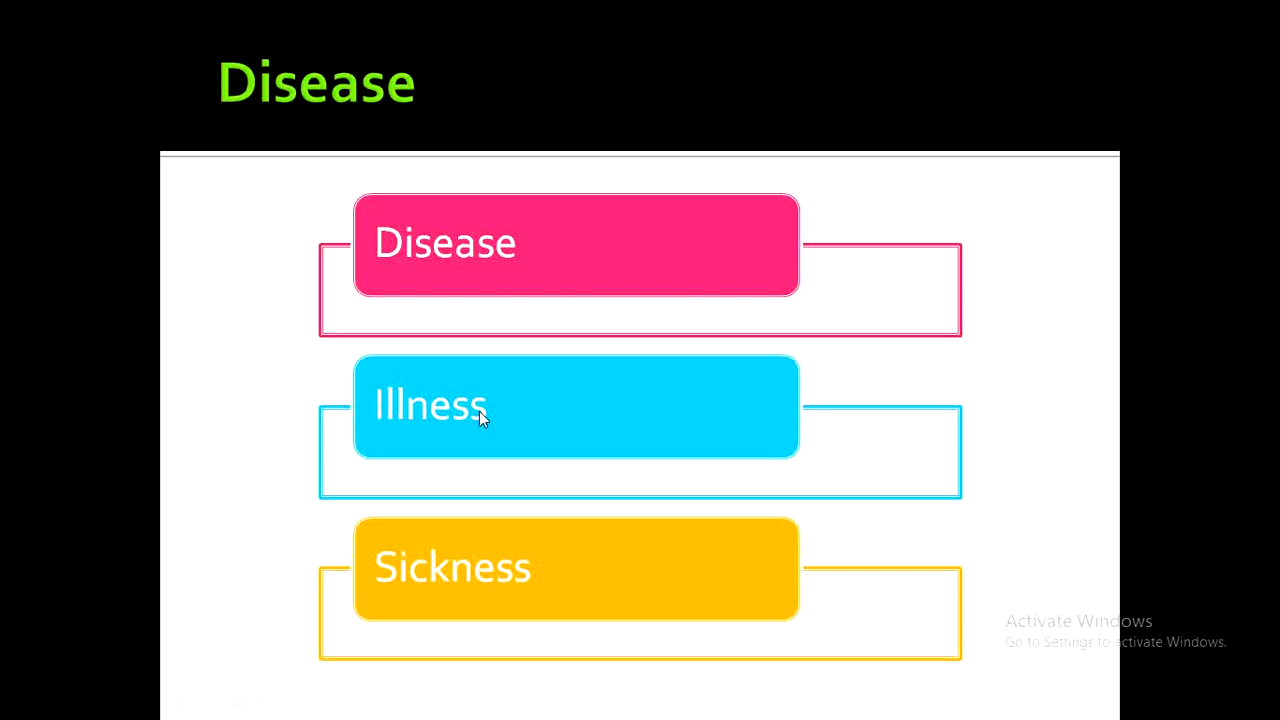 Disease
Disease
Illness
Sickness
Activate Windows
Go to Settings to activate Windows.